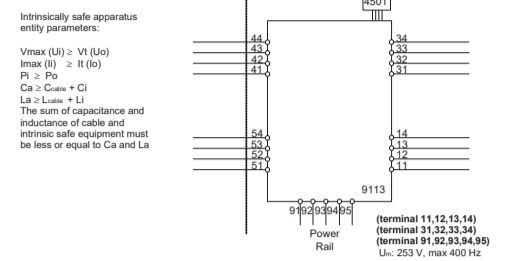 Intrinsically safe apparatus
entity parameters:
Vmax (Ui) ≥ Vt (Uo)
Imax (Ii) ≥ It (Io)
Pi ≥ Po
Ca ≥ Ccable + Ci
La ≥ Lcable + Li
The sum of capacitance and
inductance of cable and
intrinsic safe equipment must
be less or equal to Ca and La
4501
44
43
42
41
34
33
32
31
54
53
52
51
14
13
12
11
9113
91 92 93 94 95
Power
Rail
(terminal 11,12,13,14)
(terminal 31,32,33,34)
(terminal 91,92,93,94,95)
Um: 253 V, max 400 Hz